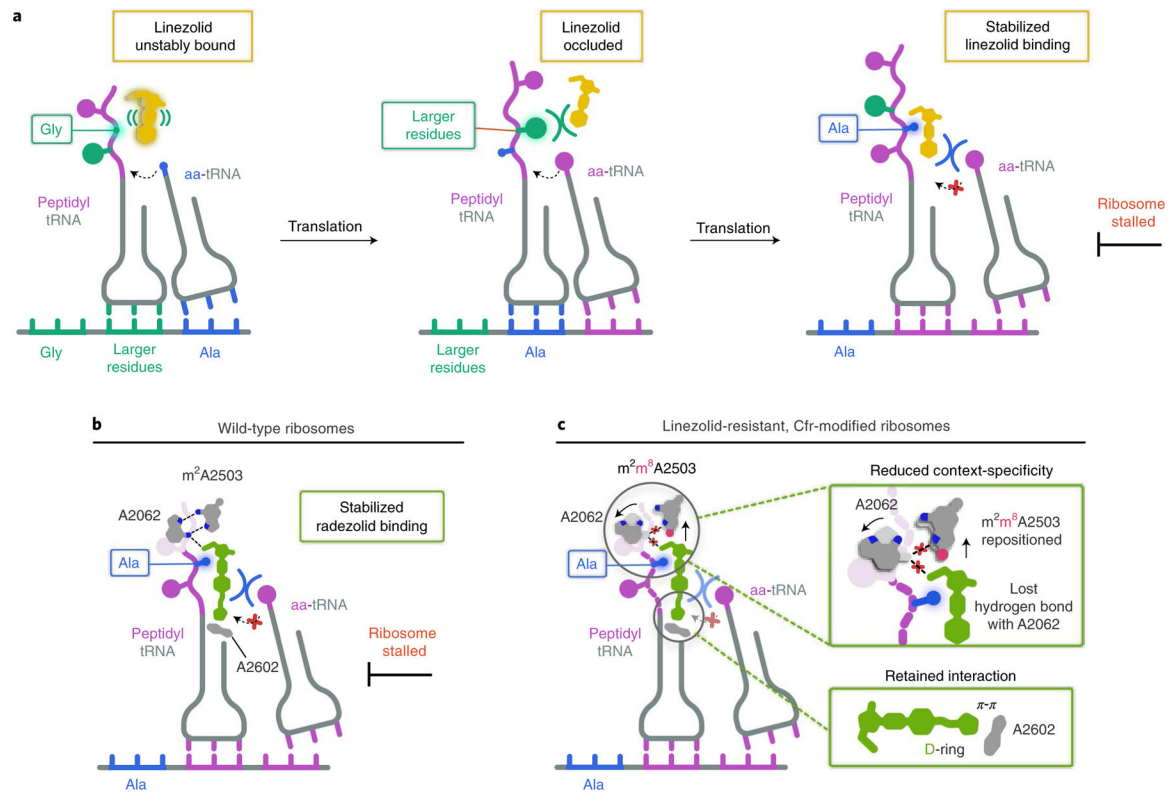 a
Linezolid
unstably bound
Gly
aa-tRNA
Peptidyl
tRNA
Gly
Larger
residues
Ala
Translation
Linezolid
occluded
Larger
residues
aa-tRNA
Larger
residues
Ala
Translation
Stabilized
linezolid binding
Ala
aa-tRNA
Peptidyl
tRNA
Ala
Ribosome
stalled
b
Wild-type ribosomes
m²A2503
A2062
Stabilized
radezolid binding
Ala
aa-tRNA
Peptidyl
tRNA
A2602
Ribosome
stalled
Ala
c
Linezolid-resistant, Cfr-modified ribosomes
m²m⁸A2503
A2062
Ala
Peptidyl
tRNA
Ala
Reduced context-specificity
A2062
m²m⁸A2503
repositioned
Lost
hydrogen bond
with A2062
Retained interaction
π-π
A2602
D-ring